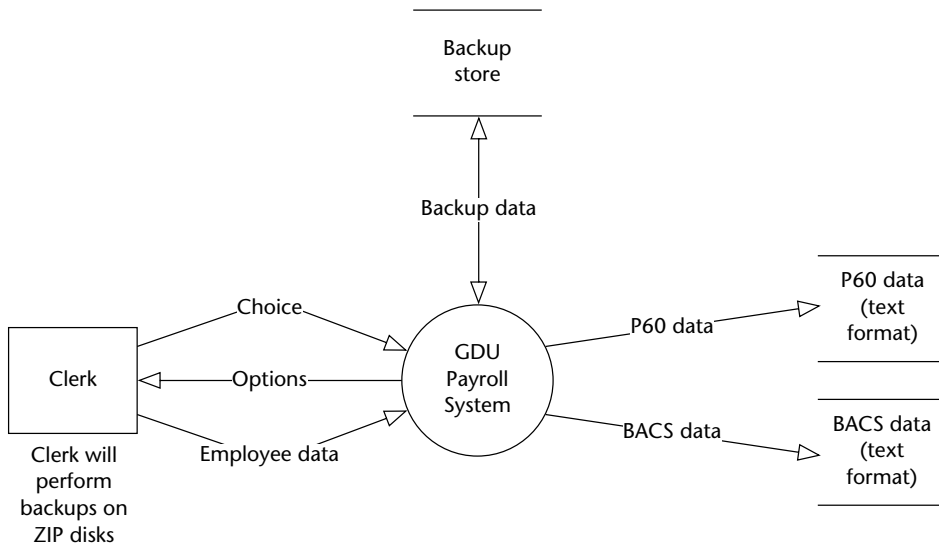 Backup
store
Backup data
P60 data
(text
format)
Choice
P60 data
GDU
Payroll
System
Clerk
Options
BACS data
BACS data
(text
format)
Employee data
Clerk will
perform
backups on
ZIP disks